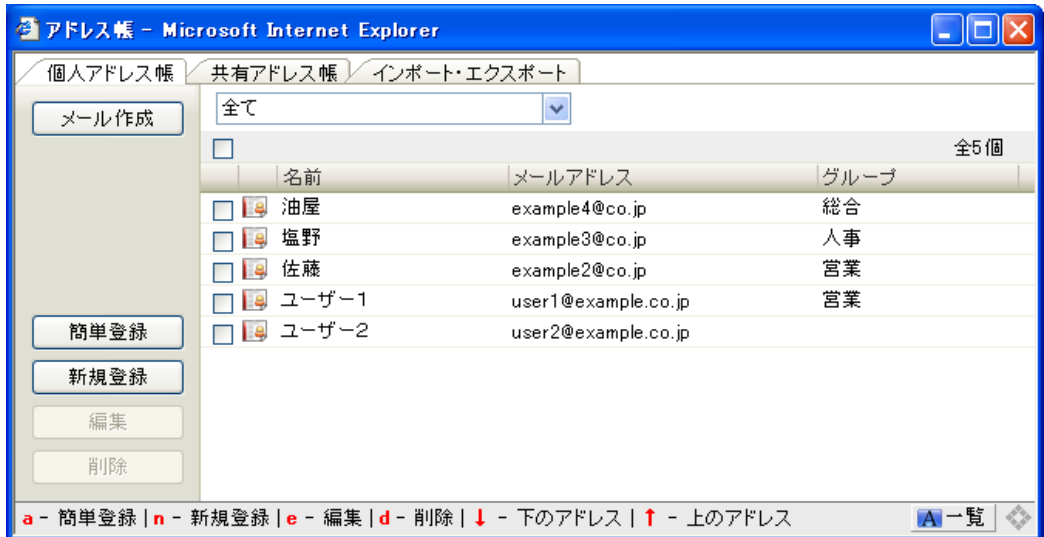 アドレス帳 - Microsoft Internet Explorer
個人アドレス帳 共有アドレス帳 インポート・エクスポート
メール作成
全て
全5個
名前 メールアドレス グループ
油屋 example4@co.jp 総合
塩野 example3@co.jp 人事
佐藤 example2@co.jp 営業
ユーザー1 user1@example.co.jp 営業
ユーザー2 user2@example.co.jp
簡単登録
新規登録
編集
削除
a - 簡単登録 | n - 新規登録 | e - 編集 | d - 削除 | ↓ - 下のアドレス | ↑ - 上のアドレス
A 一覧